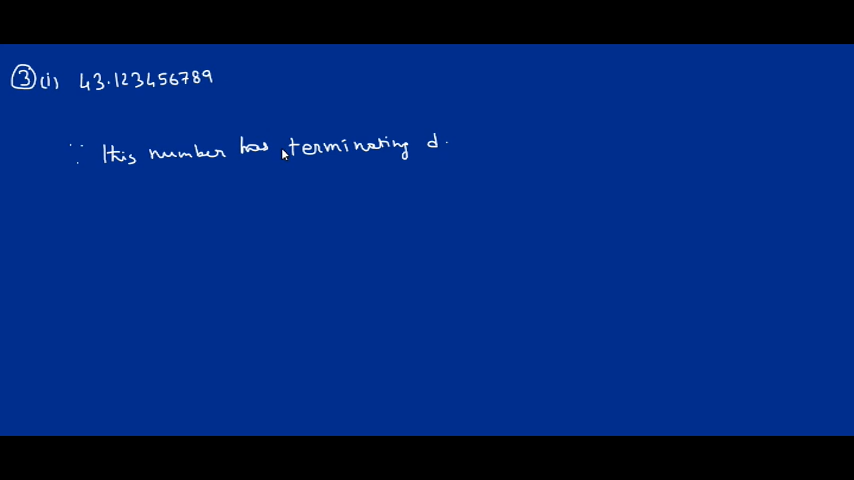 ③ (i) 43.123456789
∵ this number has terminating d.